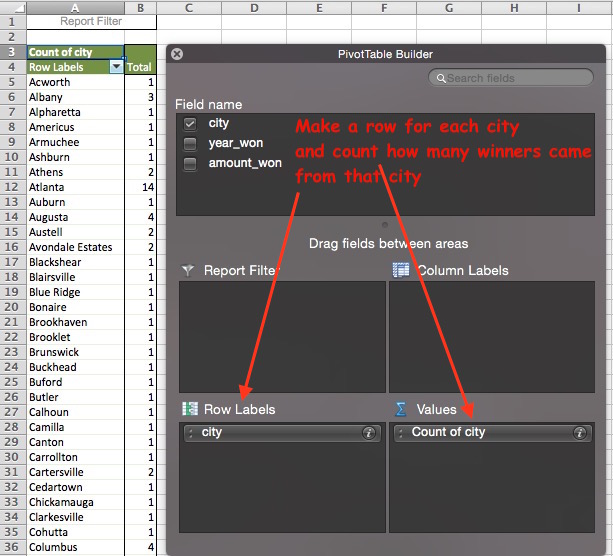 A B C D E F G H I
1 Report Filter
2
3 Count of city
4 Row Labels Total
5 Acworth 1
6 Albany 3
7 Alpharetta 1
8 Americus 1
9 Armuchee 1
10 Ashburn 1
11 Athens 2
12 Atlanta 14
13 Auburn 1
14 Augusta 4
15 Austell 2
16 Avondale Estates 2
17 Blackshear 1
18 Blairsville 1
19 Blue Ridge 1
20 Bonaire 1
21 Brookhaven 1
22 Brooklet 1
23 Brunswick 1
24 Buckhead 1
25 Buford 1
26 Butler 1
27 Calhoun 1
28 Camilla 1
29 Canton 1
30 Carrollton 1
31 Cartersville 2
32 Cedartown 1
33 Chickamauga 1
34 Clarkesville 1
35 Cohutta 1
36 Columbus 4
PivotTable Builder
Search fields
Field name
city
year_won
amount_won
Make a row for each city
and count how many winners came
from that city
Drag fields between areas
Report Filter
Column Labels
Row Labels
Values
city
Count of city